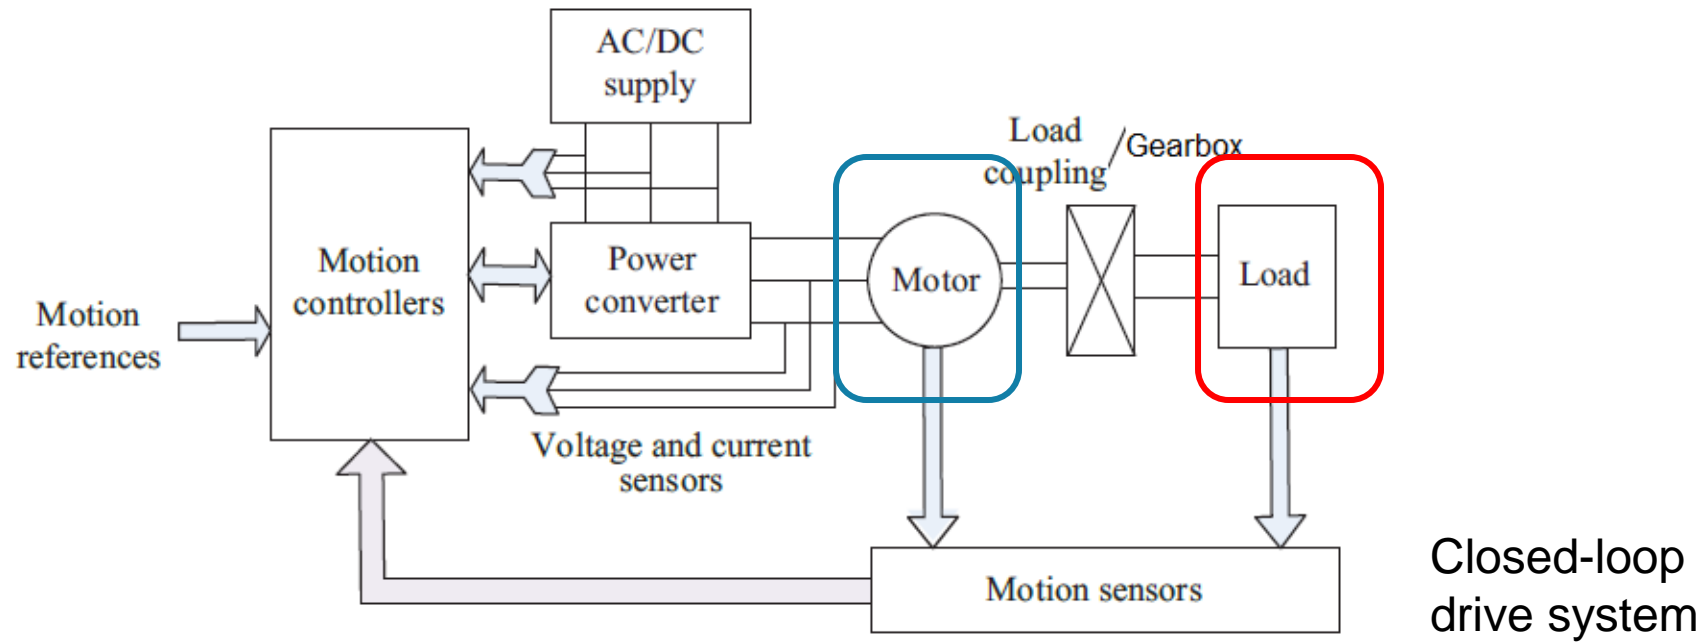 AC/DC
supply
Load
coupling
/Gearbox
Motion
controllers
Power
converter
Motor
Load
Motion
references
Voltage and current
sensors
Motion sensors
Closed-loop
drive system